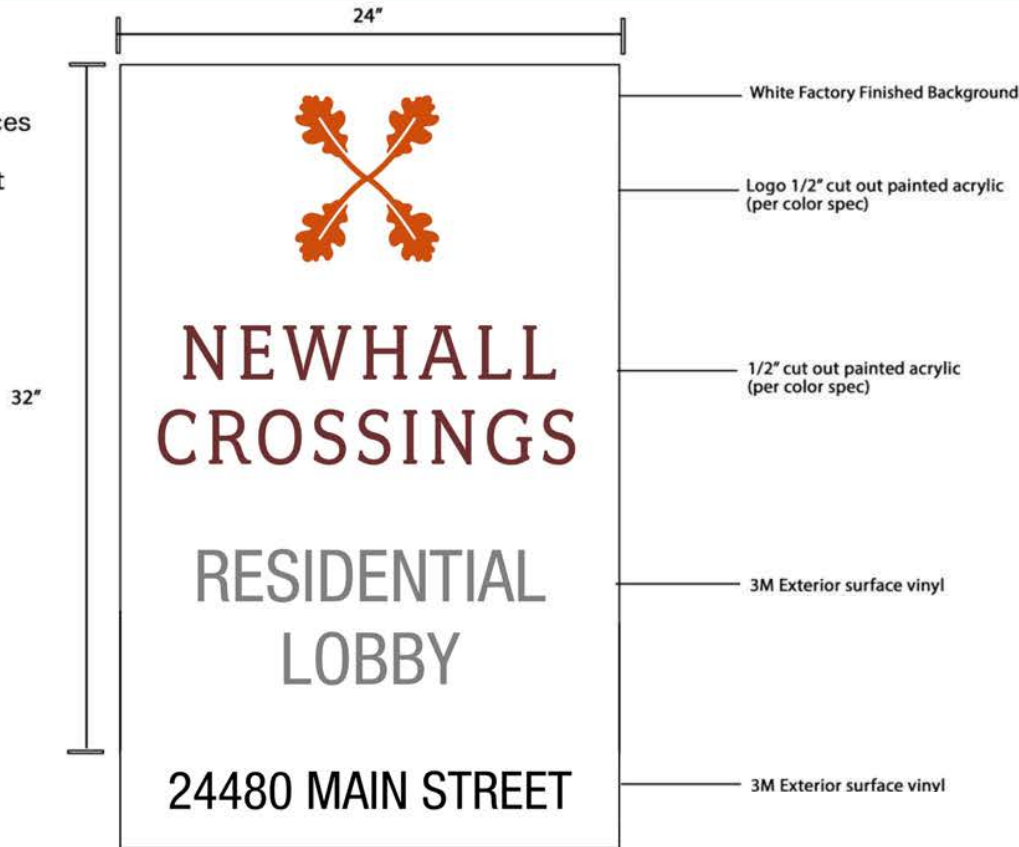 24"
White Factory Finished Background
Logo 1/2" cut out painted acrylic
(per color spec)
32"
NEWHALL
CROSSINGS
1/2" cut out painted acrylic
(per color spec)
RESIDENTIAL
LOBBY
3M Exterior surface vinyl
24480 MAIN STREET
3M Exterior surface vinyl